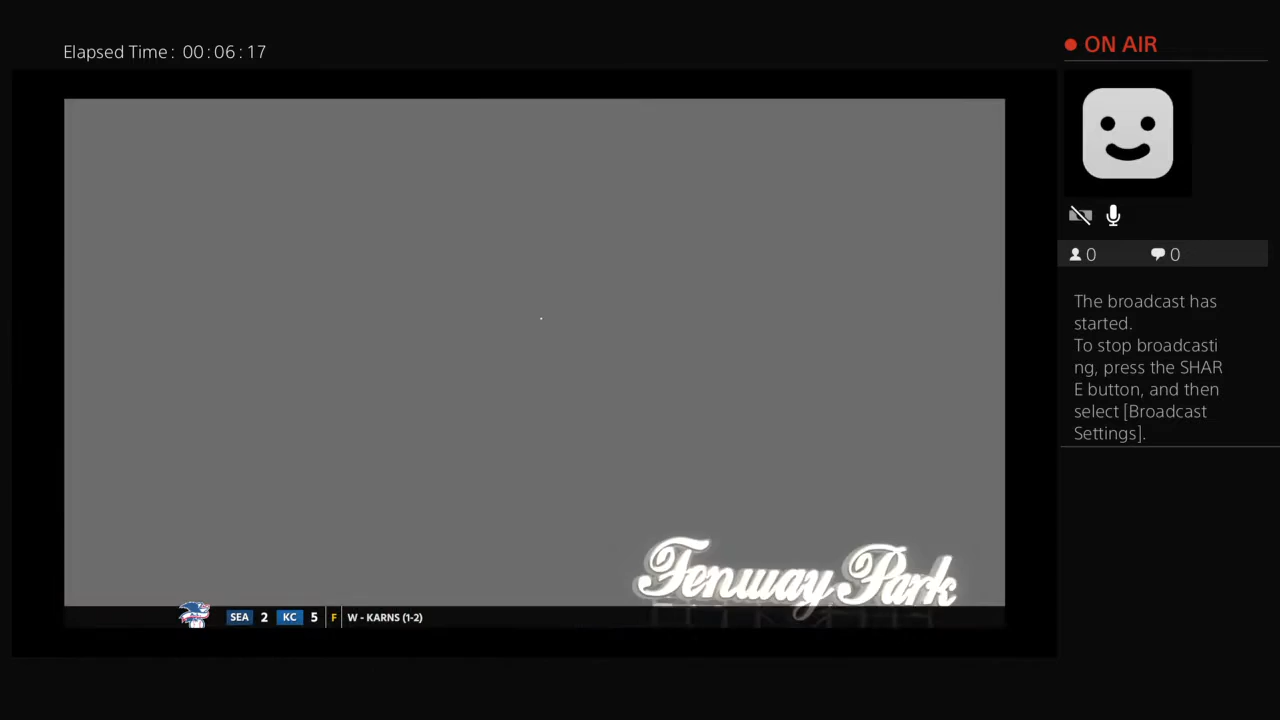 Elapsed Time: 00:06:17
ON AIR
0 0
The broadcast has
started.
To stop broadcasti
ng, press the SHAR
E button, and then
select [Broadcast
Settings].
Fenway Park
SEA 2 KC 5 F W - KARNS (1-2)